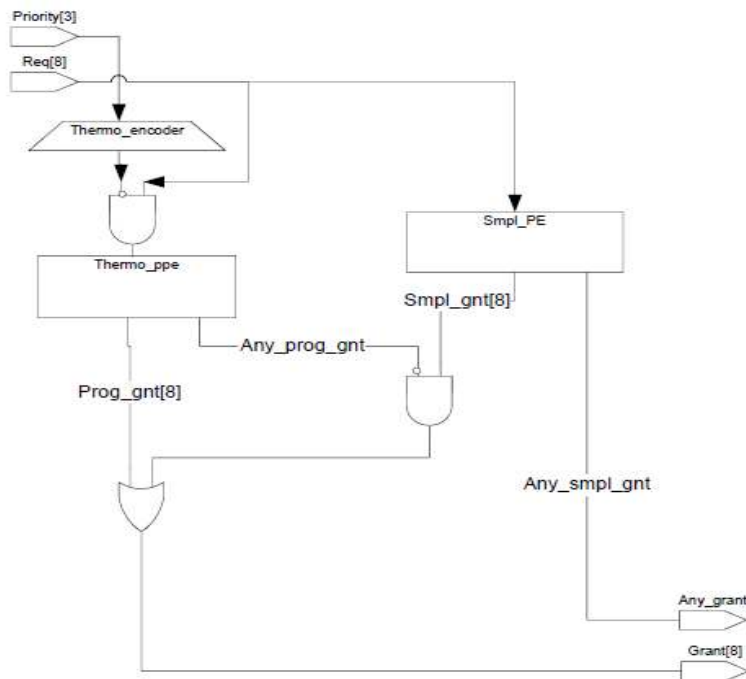 Priority[3]
Req[8]
Thermo_encoder
Smpl_PE
Thermo_ppe
Smpl_gnt[8]
Any_prog_gnt
Prog_gnt[8]
Any_smpl_gnt
Any_grant
Grant[8]